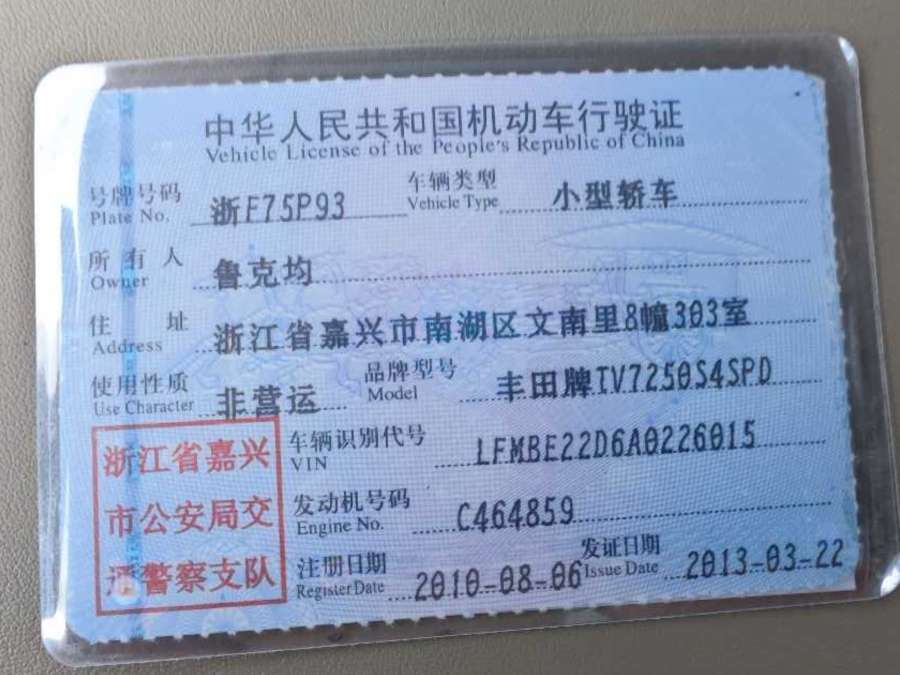 中华人民共和国机动车行驶证
Vehicle License of the People's Republic of China
号牌号码 浙F75P93 车辆类型 小型轿车
Plate No. Vehicle Type
所有人 鲁克均
Owner
住址 浙江省嘉兴市南湖区文南里8幢303室
Address
使用性质 非营运 品牌型号 丰田牌TV7250S4SPD
Use Character Model
浙江省嘉兴
市公安局交
通警察支队
车辆识别代号 LFMBE22D6A0226015
VIN
发动机号码 C464859
Engine No.
注册日期 2010-08-06 发证日期 2013-03-22
Register Date Issue Date